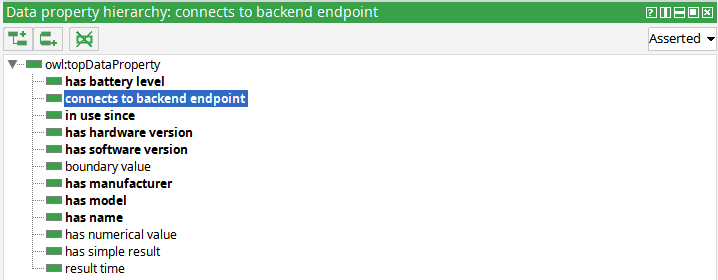 Data property hierarchy: connects to backend endpoint
Asserted
owl:topDataProperty
has battery level
connects to backend endpoint
in use since
has hardware version
has software version
boundary value
has manufacturer
has model
has name
has numerical value
has simple result
result time